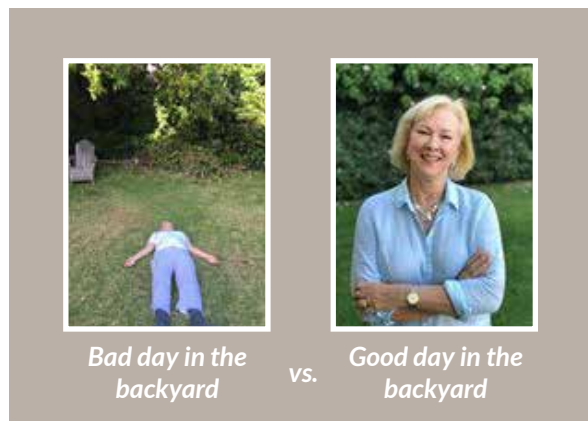 Bad day in the
backyard
vs.
Good day in the
backyard